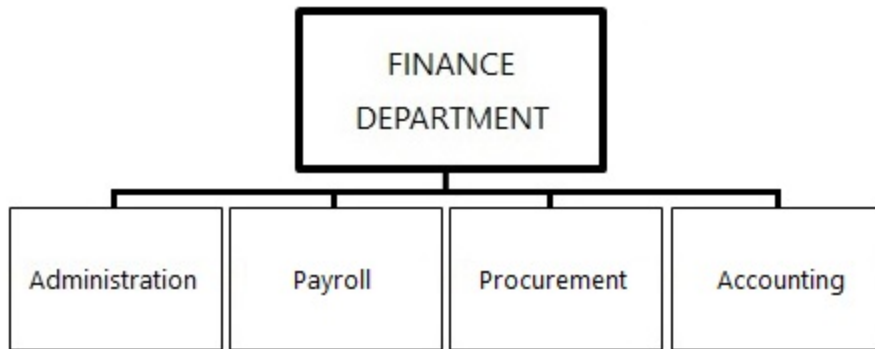 FINANCE
DEPARTMENT
Administration
Payroll
Procurement
Accounting